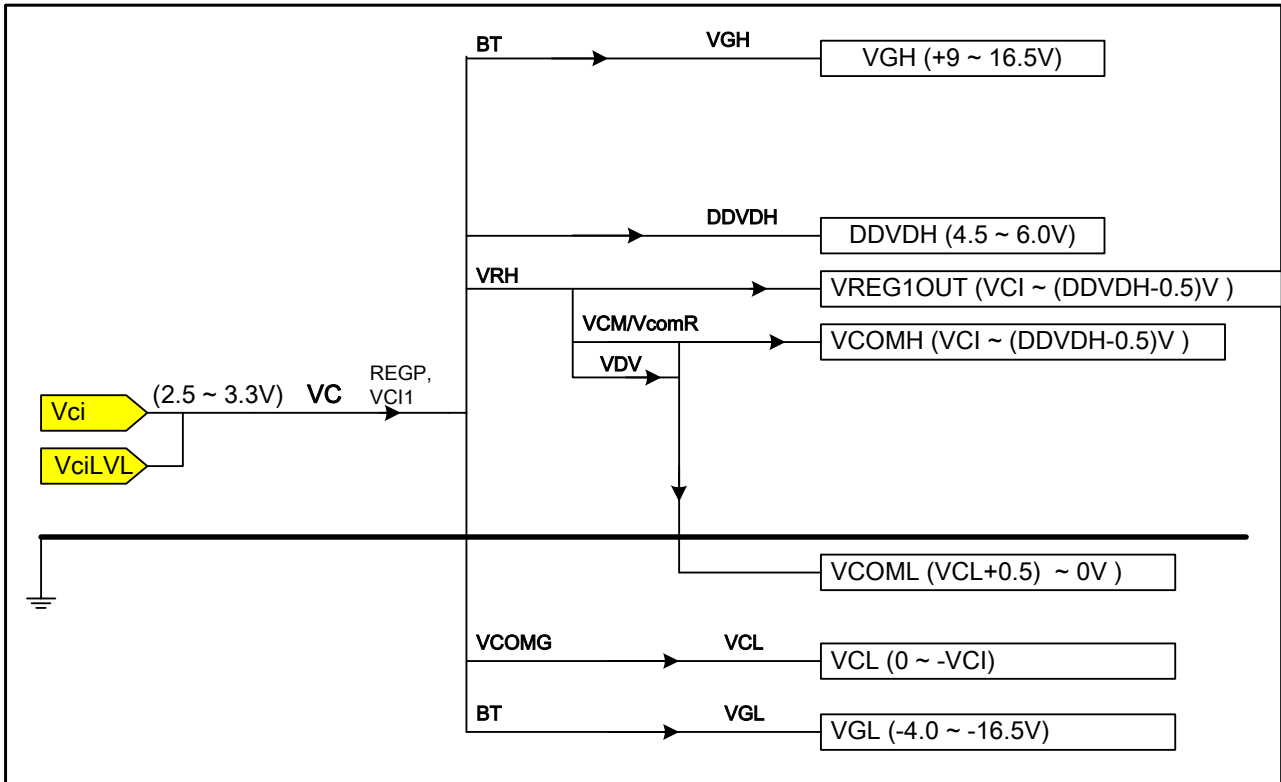 BT VGH VGH (+9 ~ 16.5V)
DDVDH DDVDH (4.5 ~ 6.0V)
VRH VREG1OUT (VCI ~ (DDVDH-0.5)V )
VCM/VcomR VCOMH (VCI ~ (DDVDH-0.5)V )
VDV
REGP,
Vci (2.5 ~ 3.3V) VC VCI1
VciLVL
VCOML (VCL+0.5) ~ 0V )
VCOMG VCL VCL (0 ~ -VCI)
BT VGL VGL (-4.0 ~ -16.5V)